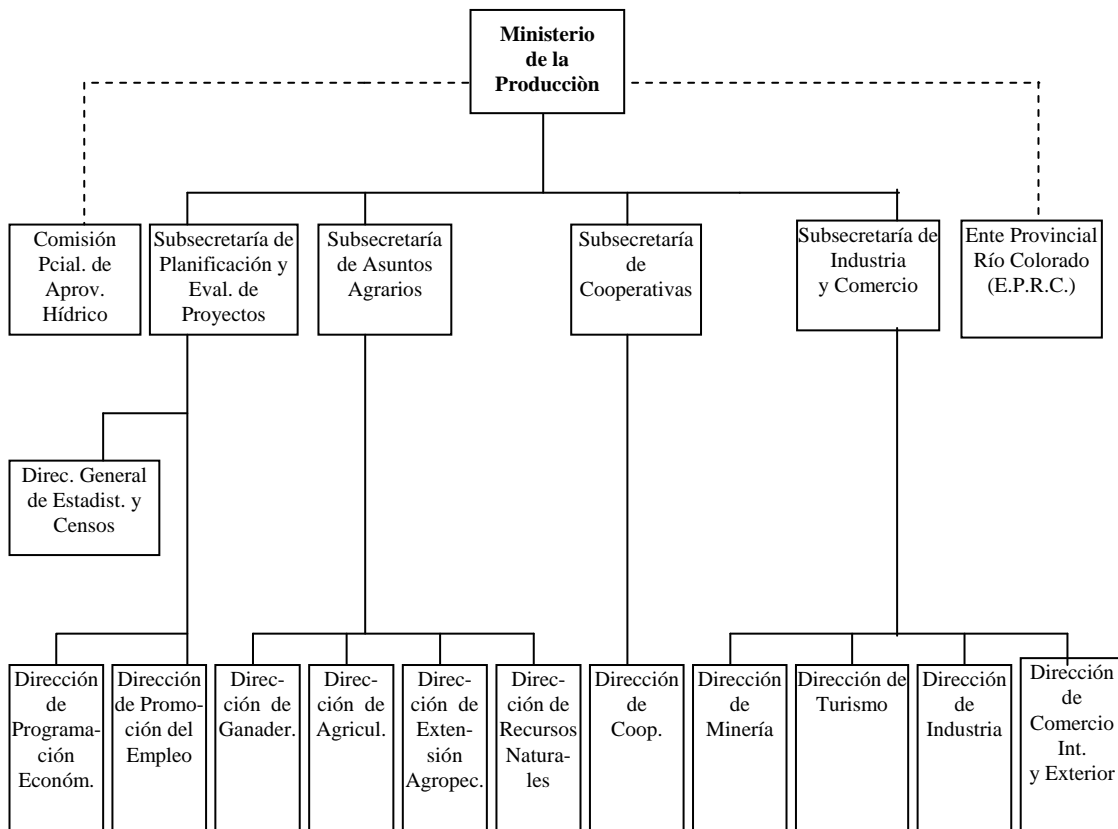 Ministerio
de la
Producciòn
Comisión
Pcial. de
Aprov.
Hídrico
Subsecretaría de
Planificación y
Eval. de
Proyectos
Subsecretaría
de Asuntos
Agrarios
Subsecretaría
de
Cooperativas
Subsecretaría de
Industria
y Comercio
Ente Provincial
Río Colorado
(E.P.R.C.)
Direc. General
de Estadist. y
Censos
Dirección
de
Programa-
ción
Económ.
Dirección
de Promo-
ción del
Empleo
Direc-
ción de
Ganader.
Direc-
ción de
Agricul.
Direc-
ción de
Exten-
sión
Agropec.
Direc-
ción de
Recursos
Natura-
les
Dirección
de
Coop.
Dirección
de
Minería
Dirección de
Turismo
Dirección
de
Industria
Dirección
de
Comercio
Int.
y Exterior